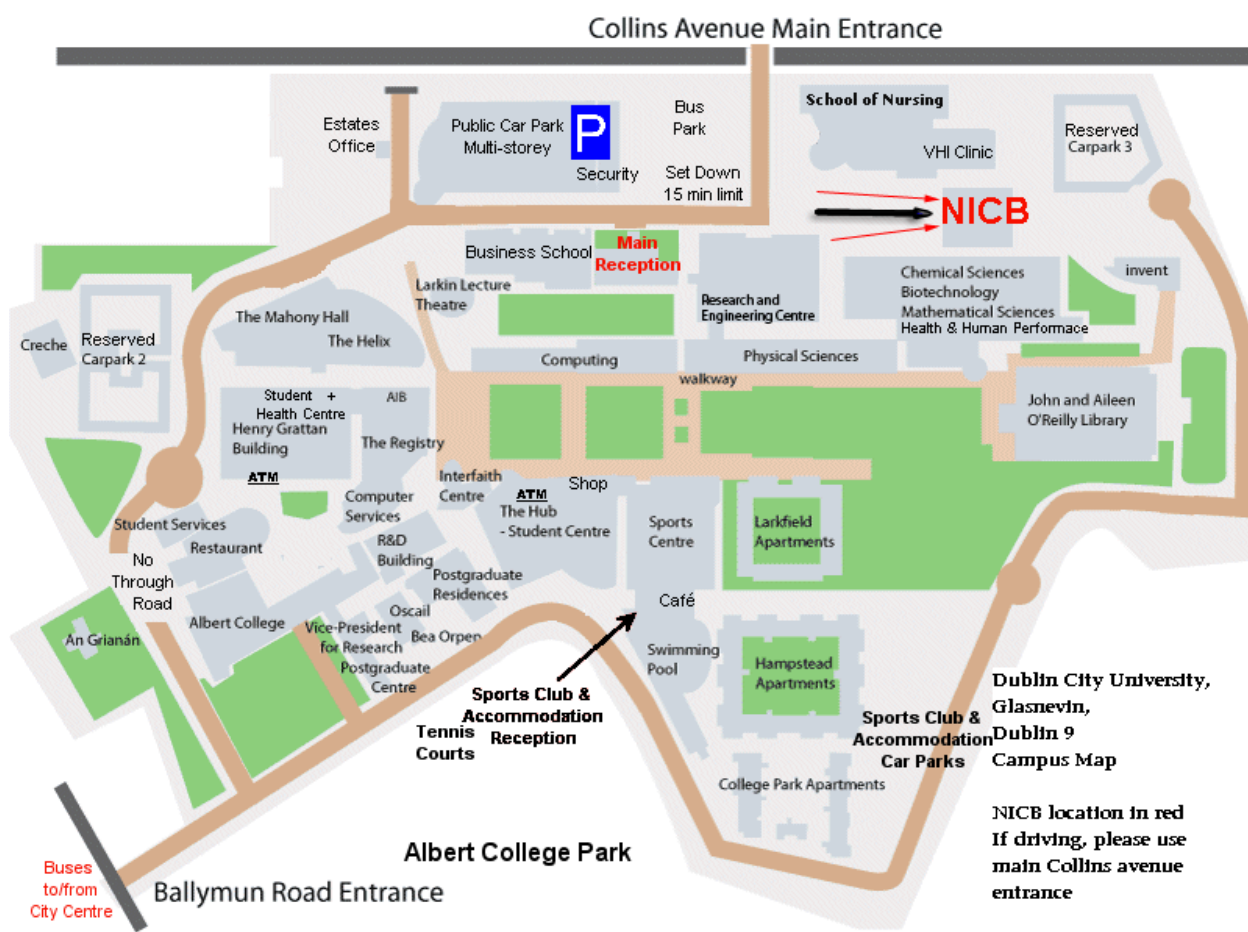 Collins Avenue Main Entrance
Estates
Office
Public Car Park
Multi-storey
P
Security
Bus
Park
Set Down
15 min limit
School of Nursing
VHI Clinic
Reserved
Carpark 3
NICB
Business School
Main
Reception
Larkin Lecture
Theatre
Research and
Engineering Centre
Chemical Sciences
Biotechnology
Mathematical Sciences
Health & Human Performace
invent
The Mahony Hall
The Helix
Creche
Reserved
Carpark 2
Computing
Physical Sciences
walkway
Student +
Health Centre
Henry Grattan
Building
AIB
The Registry
ATM
John and Aileen
O'Reilly Library
Interfaith
Centre
ATM
Shop
The Hub
- Student Centre
Computer
Services
Sports
Centre
Larkfield
Apartments
Student Services
Restaurant
R&D
Building
Postgraduate
Residences
No
Through
Road
Oscail
Café
An Grianán
Albert College
Vice-President
for Research
Bea Orpen
Postgraduate
Centre
Swimming
Pool
Hampstead
Apartments
Sports Club &
Accommodation
Reception
Tennis
Courts
Sports Club &
Accommodation
Car Parks
College Park Apartments
Dublin City University,
Glasnevin,
Dublin 9
Campus Map
NICB location in red
If driving, please use
main Collins avenue
entrance
Albert College Park
Buses
to/from
City Centre
Ballymun Road Entrance